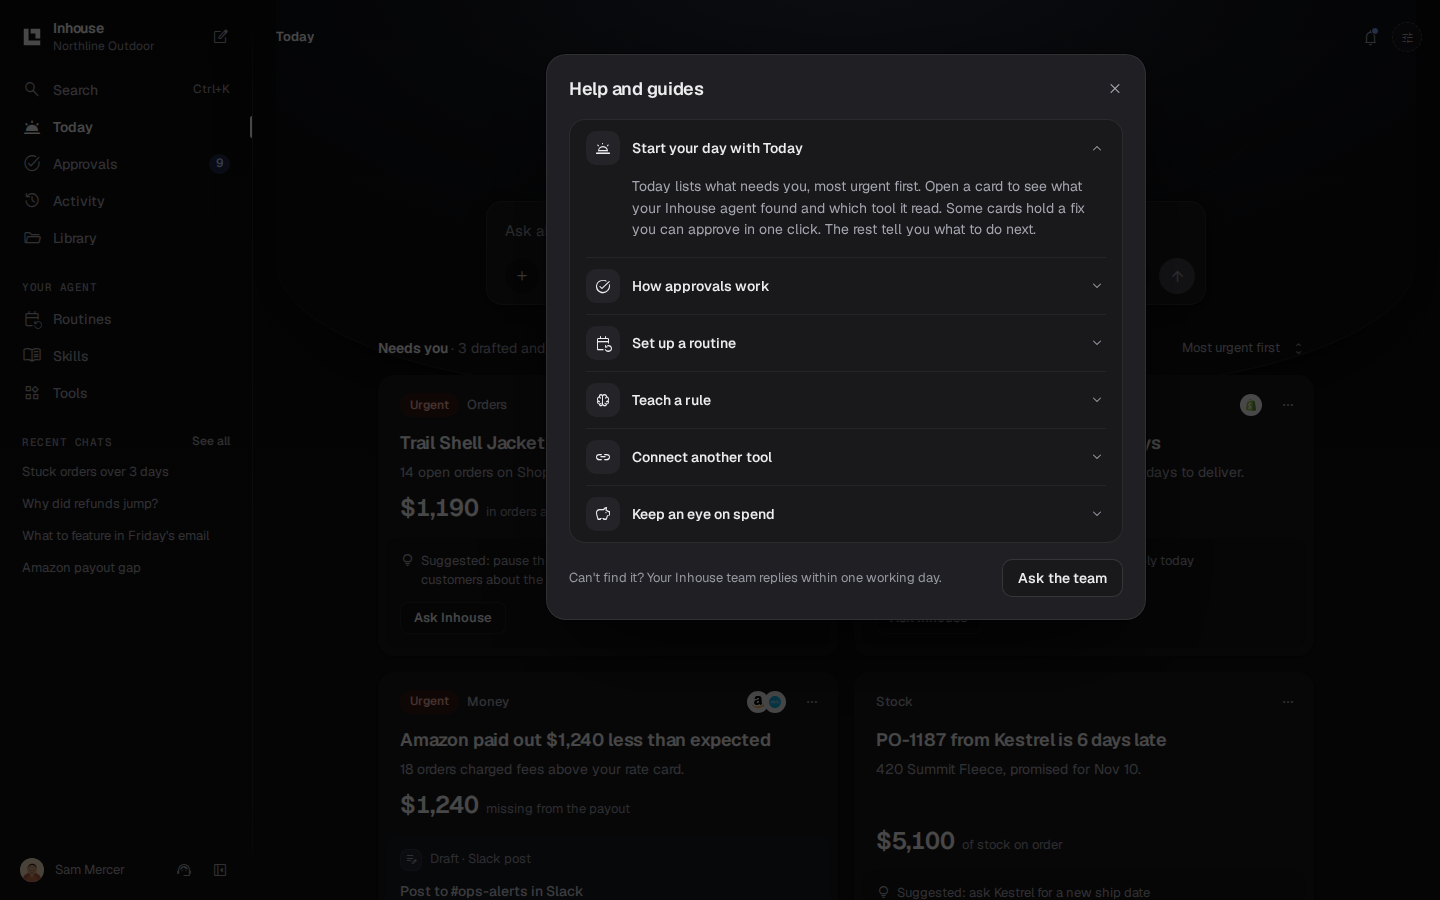 Inhouse
Northline Outdoor
Search Ctrl+K
Today
Approvals 9
Activity
Library
YOUR AGENT
Routines
Skills
Tools
RECENT CHATS See all
Stuck orders over 3 days
Why did refunds jump?
What to feature in Friday's email
Amazon payout gap
Sam Mercer
Today
Ask a
Needs you · 3 drafted and
Most urgent first
Help and guides
Start your day with Today
Today lists what needs you, most urgent first. Open a card to see what
your Inhouse agent found and which tool it read. Some cards hold a fix
you can approve in one click. The rest tell you what to do next.
How approvals work
Set up a routine
Teach a rule
Connect another tool
Keep an eye on spend
Can't find it? Your Inhouse team replies within one working day.
Ask the team
Urgent Orders
Trail Shell Jacket
14 open orders on Shop
$1,190 in orders a
Suggested: pause th
customers about the
Ask Inhouse
ys
days to deliver.
ly today
Urgent Money
Amazon paid out $1,240 less than expected
18 orders charged fees above your rate card.
$1,240 missing from the payout
Draft · Slack post
Post to #ops-alerts in Slack
Stock
PO-1187 from Kestrel is 6 days late
420 Summit Fleece, promised for Nov 10.
$5,100 of stock on order
Suggested: ask Kestrel for a new ship date